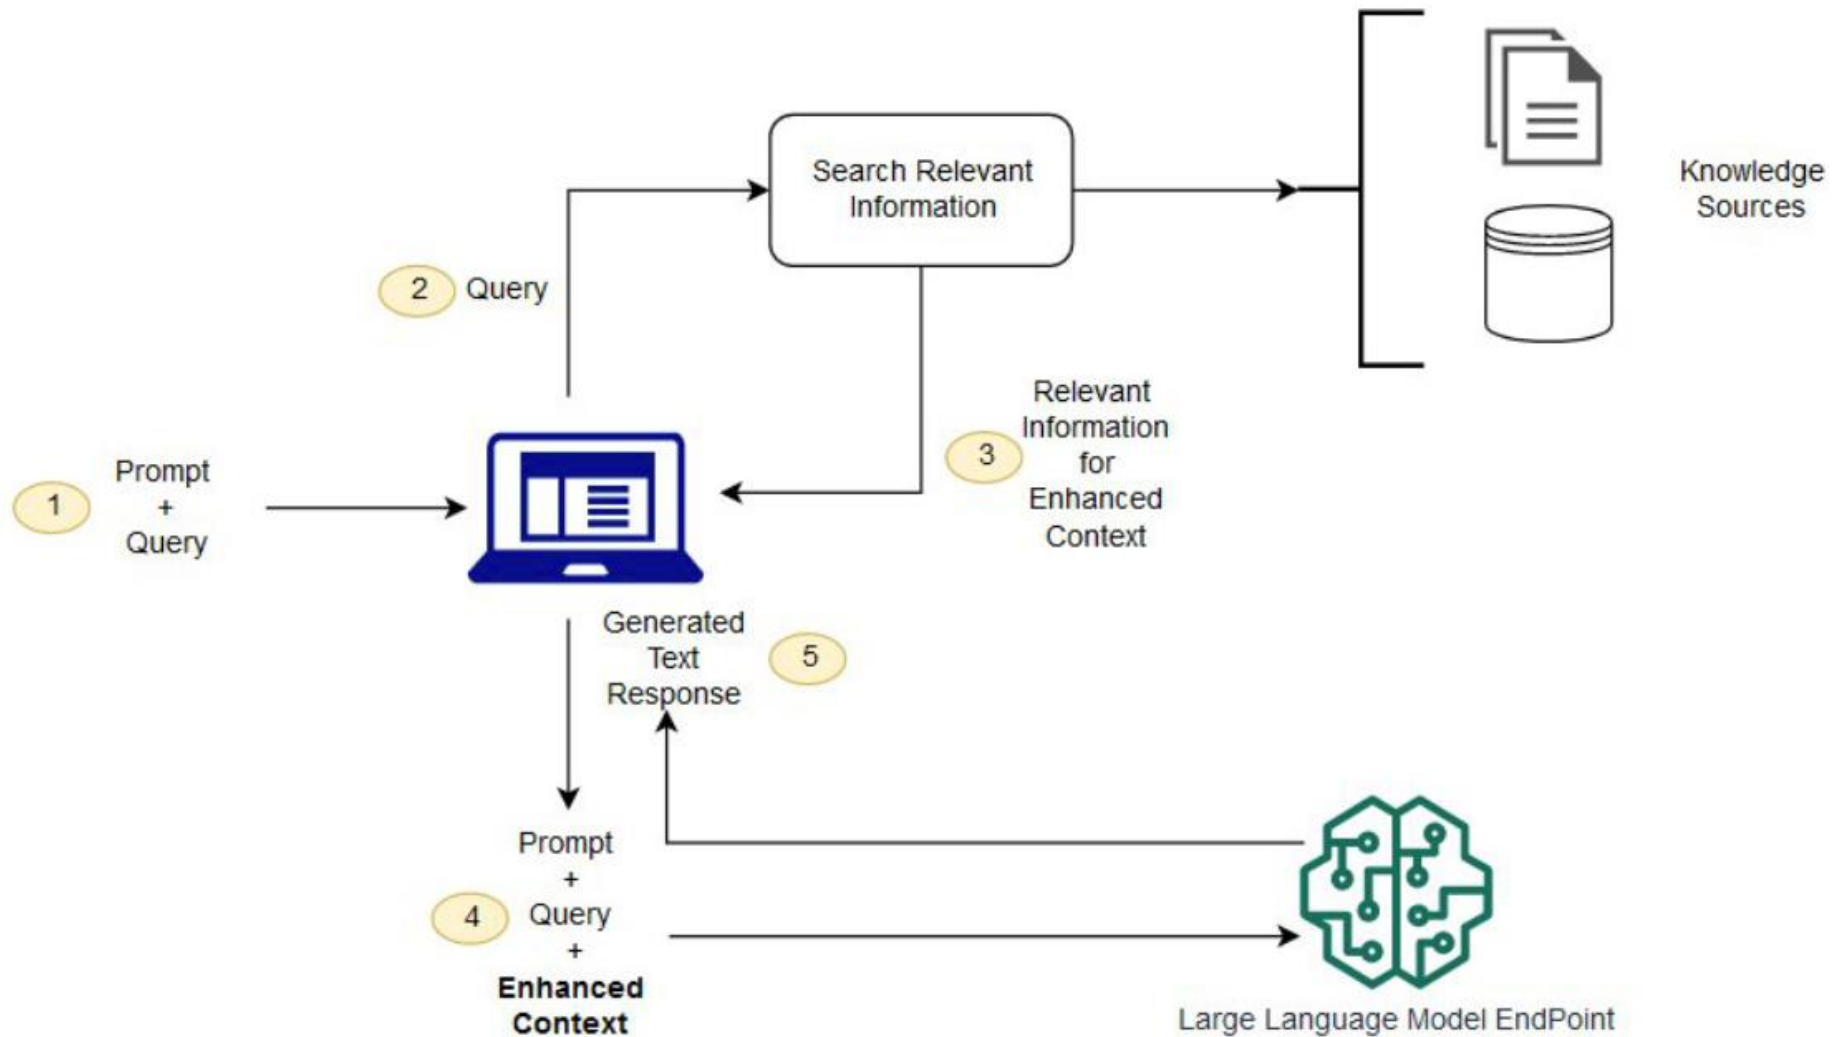 Search Relevant
Information
Knowledge
Sources
2
Query
1
Prompt
+
Query
3
Relevant
Information
for
Enhanced
Context
Generated
Text
Response
5
4
Prompt
+
Query
+
Enhanced
Context
Large Language Model EndPoint